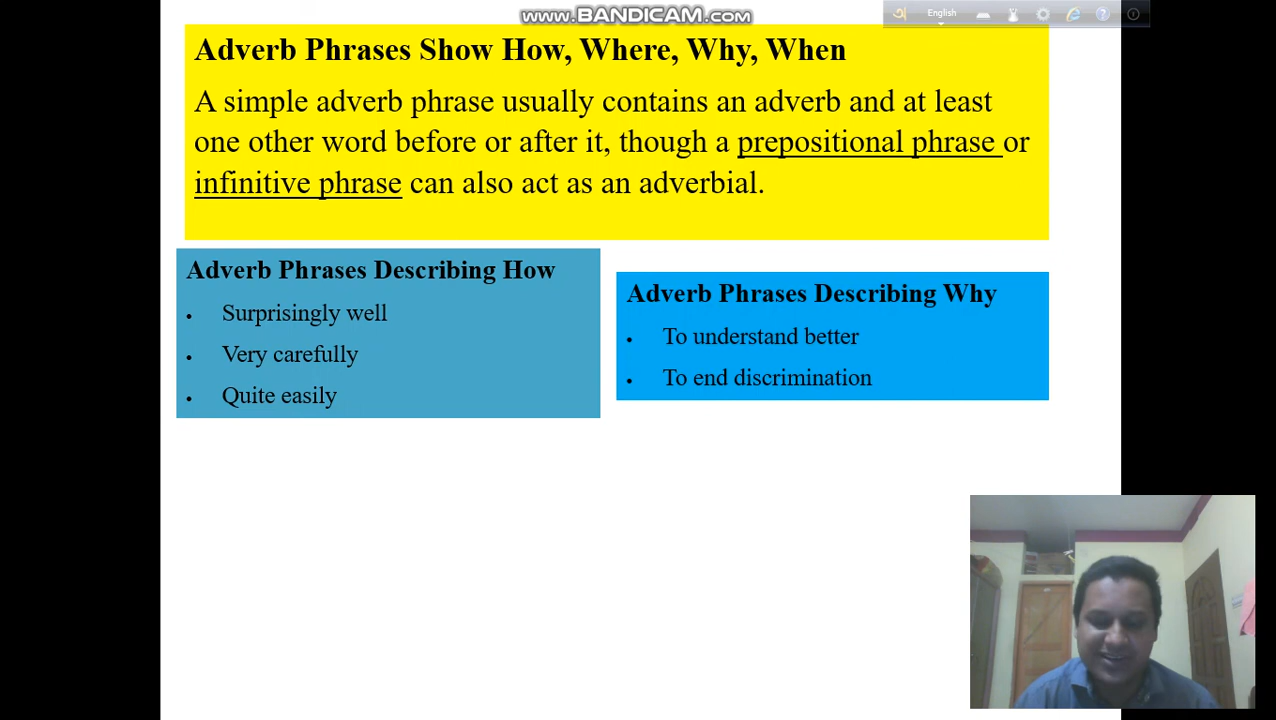 www.BANDICAM.com
English
Adverb Phrases Show How, Where, Why, When
A simple adverb phrase usually contains an adverb and at least
one other word before or after it, though a prepositional phrase or
infinitive phrase can also act as an adverbial.
Adverb Phrases Describing How
• Surprisingly well
• Very carefully
• Quite easily
Adverb Phrases Describing Why
• To understand better
• To end discrimination